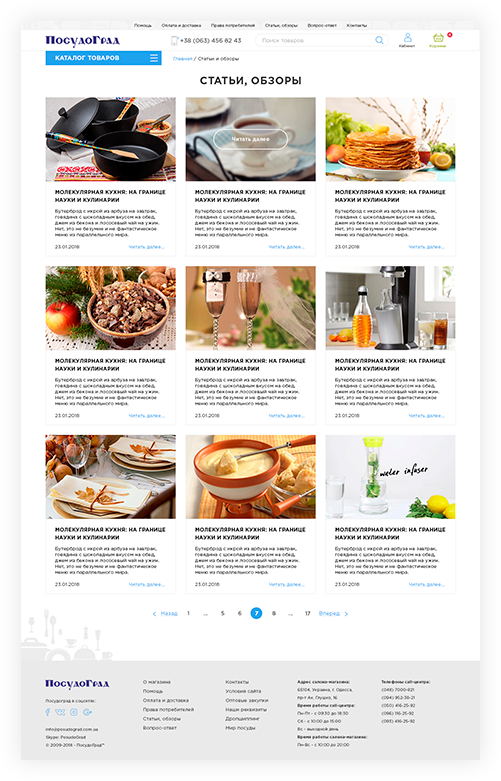 Помощь Оплата и доставка Права потребителей Статьи, обзоры Вопрос-ответ Контакты
ПосудоГрад +38 (063) 456 82 43 Поиск товаров Кабинет Корзина
КАТАЛОГ ТОВАРОВ Главная / Статьи и обзоры
СТАТЬИ, ОБЗОРЫ
Читать далее
МОЛЕКУЛЯРНАЯ КУХНЯ: НА ГРАНИЦЕ
НАУКИ И КУЛИНАРИИ
Бутерброд с икрой из арбуза на завтрак,
говядина с шоколадным вкусом на обед,
джем из бекона и лососевый чай на ужин.
Нет, это не безумие и не фантастическое
меню из параллельного мира.
23.01.2018 Читать далее...
МОЛЕКУЛЯРНАЯ КУХНЯ: НА ГРАНИЦЕ
НАУКИ И КУЛИНАРИИ
Бутерброд с икрой из арбуза на завтрак,
говядина с шоколадным вкусом на обед,
джем из бекона и лососевый чай на ужин.
Нет, это не безумие и не фантастическое
меню из параллельного мира.
23.01.2018 Читать далее...
МОЛЕКУЛЯРНАЯ КУХНЯ: НА ГРАНИЦЕ
НАУКИ И КУЛИНАРИИ
Бутерброд с икрой из арбуза на завтрак,
говядина с шоколадным вкусом на обед,
джем из бекона и лососевый чай на ужин.
Нет, это не безумие и не фантастическое
меню из параллельного мира.
23.01.2018 Читать далее...
МОЛЕКУЛЯРНАЯ КУХНЯ: НА ГРАНИЦЕ
НАУКИ И КУЛИНАРИИ
Бутерброд с икрой из арбуза на завтрак,
говядина с шоколадным вкусом на обед,
джем из бекона и лососевый чай на ужин.
Нет, это не безумие и не фантастическое
меню из параллельного мира.
23.01.2018 Читать далее...
МОЛЕКУЛЯРНАЯ КУХНЯ: НА ГРАНИЦЕ
НАУКИ И КУЛИНАРИИ
Бутерброд с икрой из арбуза на завтрак,
говядина с шоколадным вкусом на обед,
джем из бекона и лососевый чай на ужин.
Нет, это не безумие и не фантастическое
меню из параллельного мира.
23.01.2018 Читать далее...
МОЛЕКУЛЯРНАЯ КУХНЯ: НА ГРАНИЦЕ
НАУКИ И КУЛИНАРИИ
Бутерброд с икрой из арбуза на завтрак,
говядина с шоколадным вкусом на обед,
джем из бекона и лососевый чай на ужин.
Нет, это не безумие и не фантастическое
меню из параллельного мира.
23.01.2018 Читать далее...
water infuser
МОЛЕКУЛЯРНАЯ КУХНЯ: НА ГРАНИЦЕ
НАУКИ И КУЛИНАРИИ
Бутерброд с икрой из арбуза на завтрак,
говядина с шоколадным вкусом на обед,
джем из бекона и лососевый чай на ужин.
Нет, это не безумие и не фантастическое
меню из параллельного мира.
23.01.2018 Читать далее...
МОЛЕКУЛЯРНАЯ КУХНЯ: НА ГРАНИЦЕ
НАУКИ И КУЛИНАРИИ
Бутерброд с икрой из арбуза на завтрак,
говядина с шоколадным вкусом на обед,
джем из бекона и лососевый чай на ужин.
Нет, это не безумие и не фантастическое
меню из параллельного мира.
23.01.2018 Читать далее...
МОЛЕКУЛЯРНАЯ КУХНЯ: НА ГРАНИЦЕ
НАУКИ И КУЛИНАРИИ
Бутерброд с икрой из арбуза на завтрак,
говядина с шоколадным вкусом на обед,
джем из бекона и лососевый чай на ужин.
Нет, это не безумие и не фантастическое
меню из параллельного мира.
23.01.2018 Читать далее...
Назад 1 ... 5 6 7 8 ... 17 Вперед
ПосудоГрад
Посудоград в соцсетях:
info@posudograd.com.ua
Skype: PosudoGrad
© 2009-2018 - ПосудоГрад™
О магазине
Помощь
Оплата и доставка
Права потребителей
Статьи, обзоры
Вопрос-ответ
Контакты
Условия сайта
Оптовые закупки
Наши реквизиты
Дропшиппинг
Мир посуды
Адрес салона-магазина:
65104, Украина, г. Одесса,
пр-т Ак. Глушко, 16
Время работы call-центра:
Пн-Пт - с 09:30 до 18:30
Сб - с 10:00 до 15:00
Вс - выходной день
Время работы салона-магазина:
Пн-Вс. - с 10:00 до 20:00
Телефоны call-центра:
(048) 7000-621
(094) 952-38-21
(050) 416-25-92
(096) 116-25-92
(093) 416-25-92